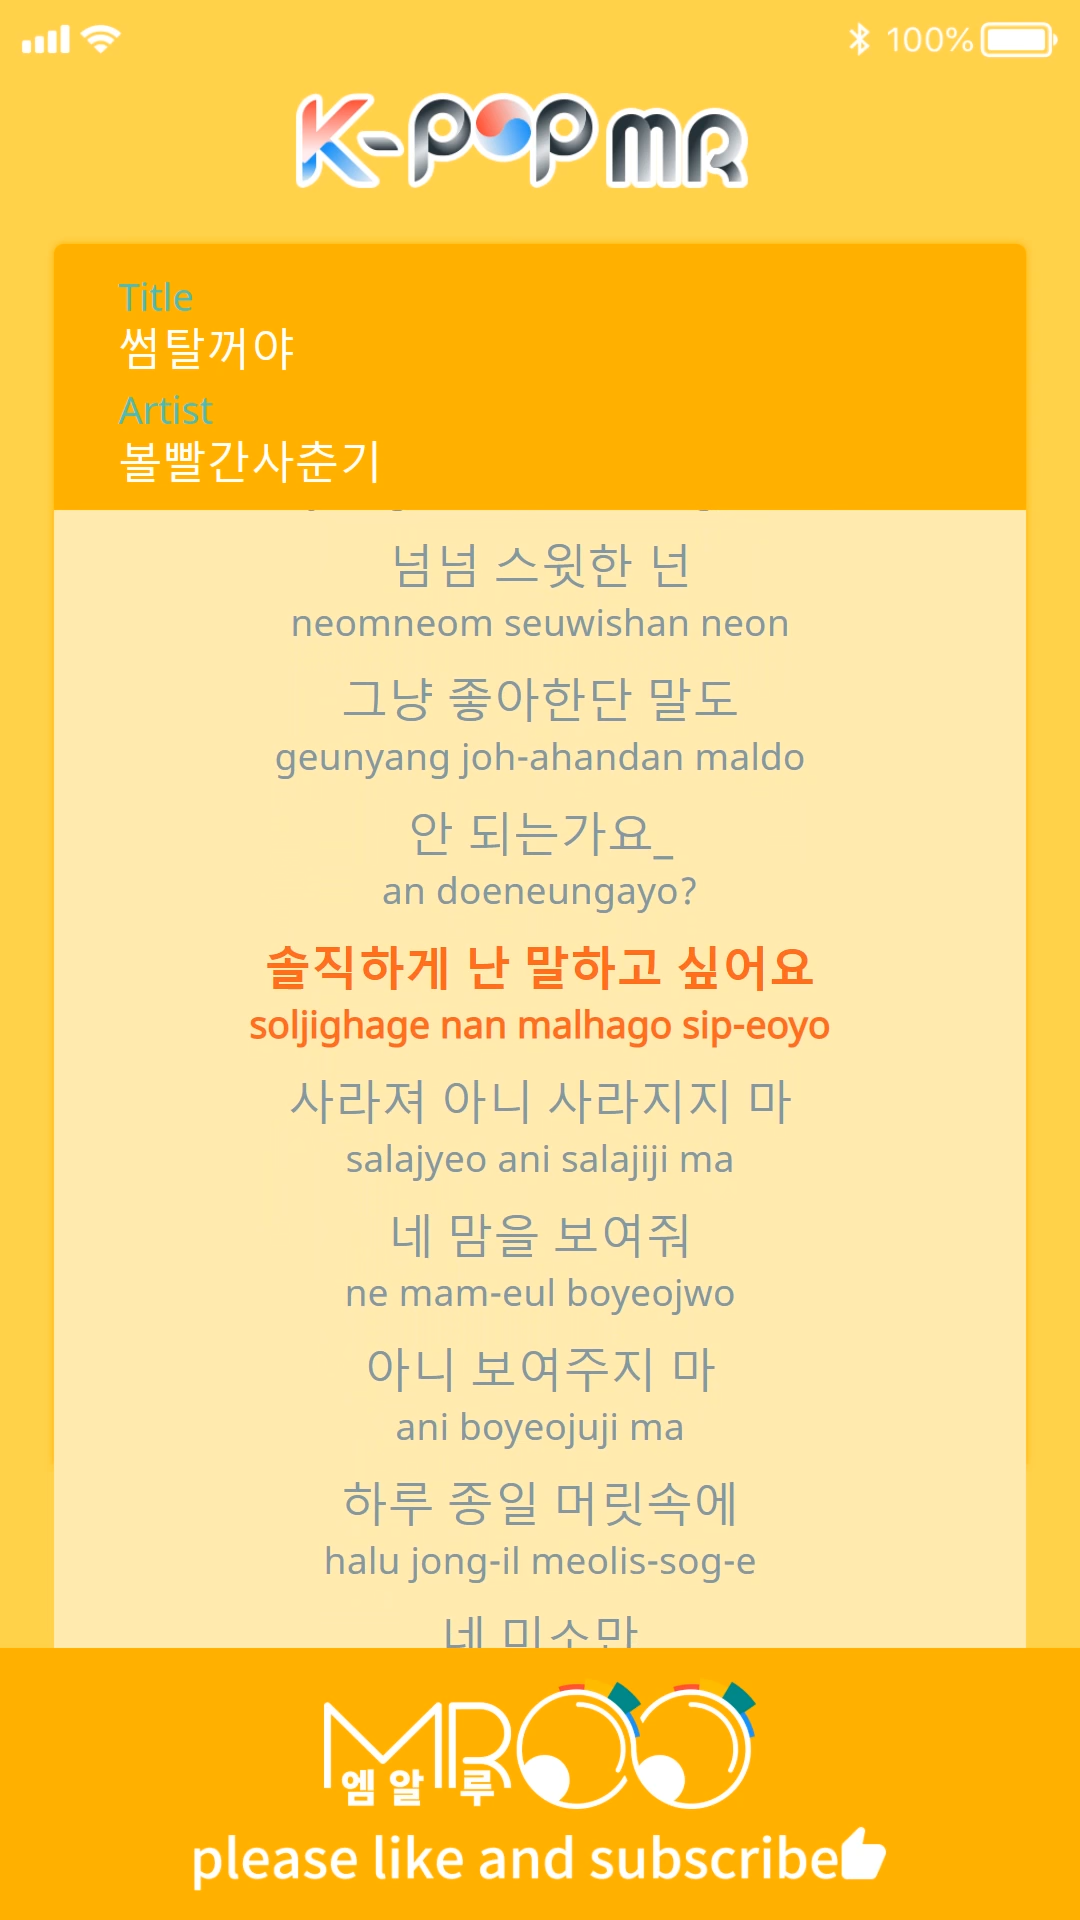 100%
K-POP MR
Title
썸탈꺼야
Artist
볼빨간사춘기
넘넘 스윗한 넌
neomneom seuwishan neon
그냥 좋아한단 말도
geunyang joh-ahandan maldo
안 되는가요_
an doeneungayo?
솔직하게 난 말하고 싶어요
soljighage nan malhago sip-eoyo
사라져 아니 사라지지 마
salajyeo ani salajiji ma
네 맘을 보여줘
ne mam-eul boyeojwo
아니 보여주지 마
ani boyeojuji ma
하루 종일 머릿속에
halu jong-il meolis-sog-e
네 미소만
MROO
엠알루
please like and subscribe